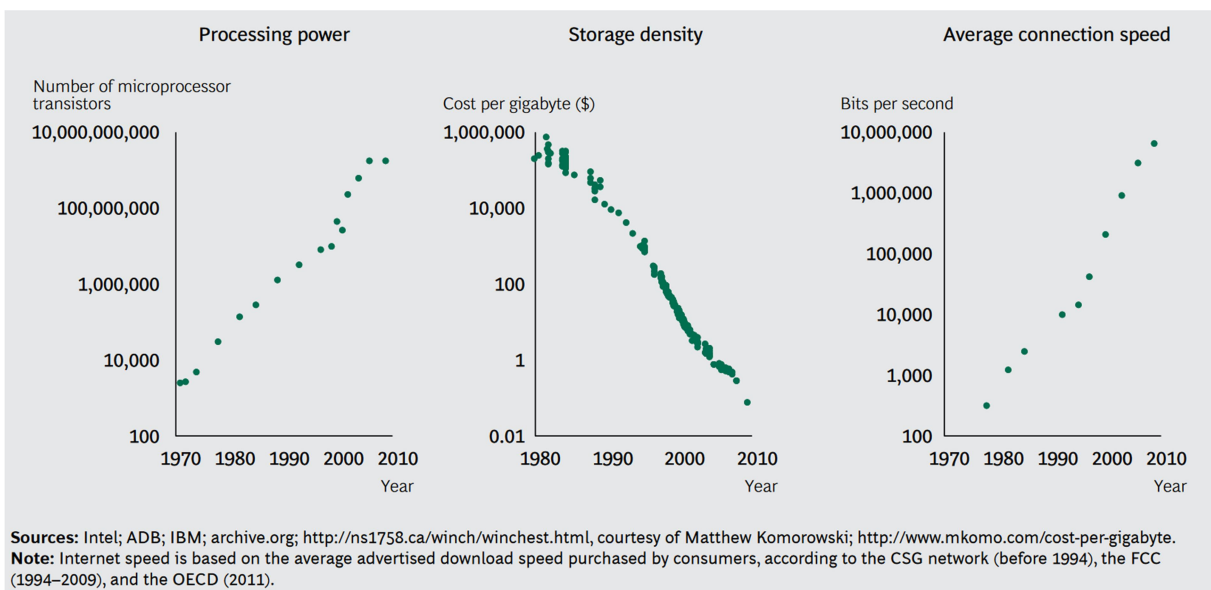 Processing power
Number of microprocessor
transistors
10,000,000,000
100,000,000
1,000,000
10,000
100
1970 1980 1990 2000 2010
Year
Storage density
Cost per gigabyte ($)
1,000,000
10,000
100
1
0.01
1980 1990 2000 2010
Year
Average connection speed
Bits per second
10,000,000
1,000,000
100,000
10,000
1,000
100
1970 1980 1990 2000 2010
Year
Sources: Intel; ADB; IBM; archive.org; http://ns1758.ca/winch/winchest.html, courtesy of Matthew Komorowski; http://www.mkomo.com/cost-per-gigabyte.
Note: Internet speed is based on the average advertised download speed purchased by consumers, according to the CSG network (before 1994), the FCC
(1994–2009), and the OECD (2011).